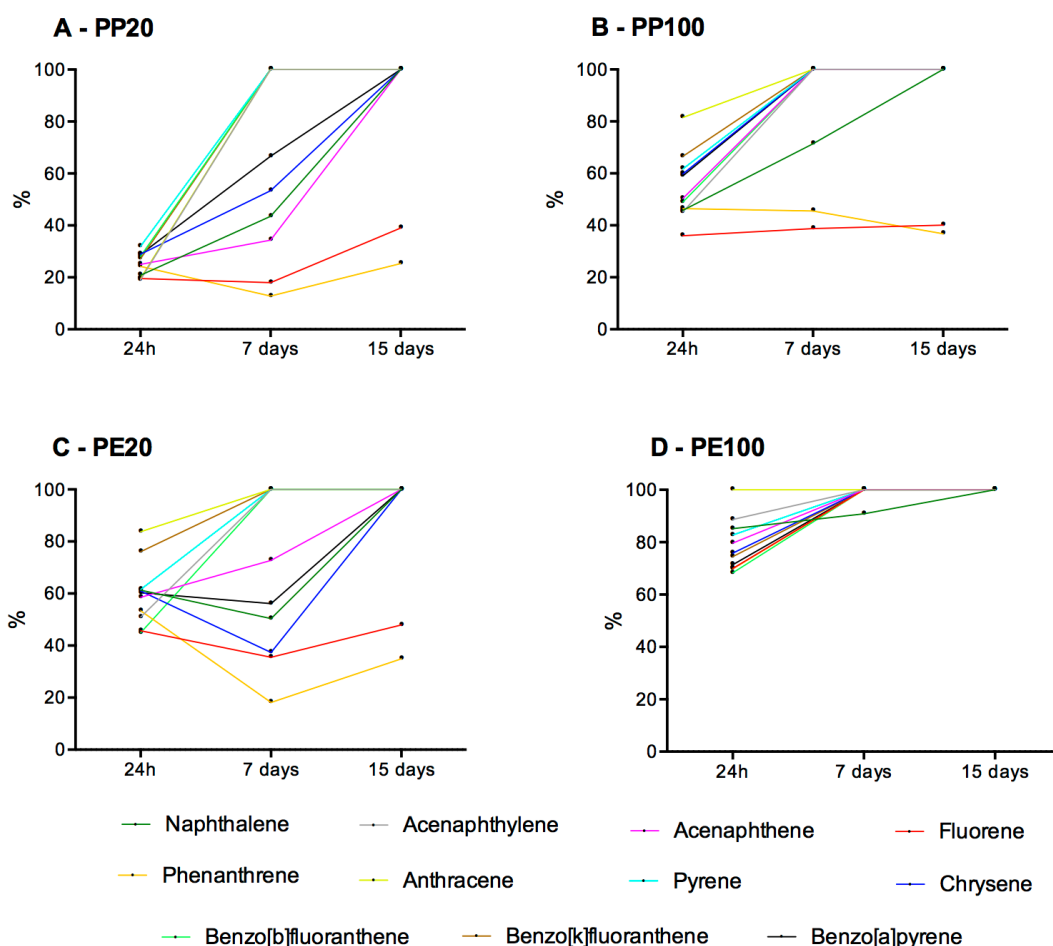 A - PP20
B - PP100
100
80
60
40
20
0
%
24h
7 days
15 days
100
80
60
40
20
0
%
24h
7 days
15 days
C - PE20
D - PE100
100
80
60
40
20
0
%
24h
7 days
15 days
100
80
60
40
20
0
%
24h
7 days
15 days
Naphthalene Acenaphthylene Acenaphthene Fluorene
Phenanthrene Anthracene Pyrene Chrysene
Benzo[b]fluoranthene Benzo[k]fluoranthene Benzo[a]pyrene